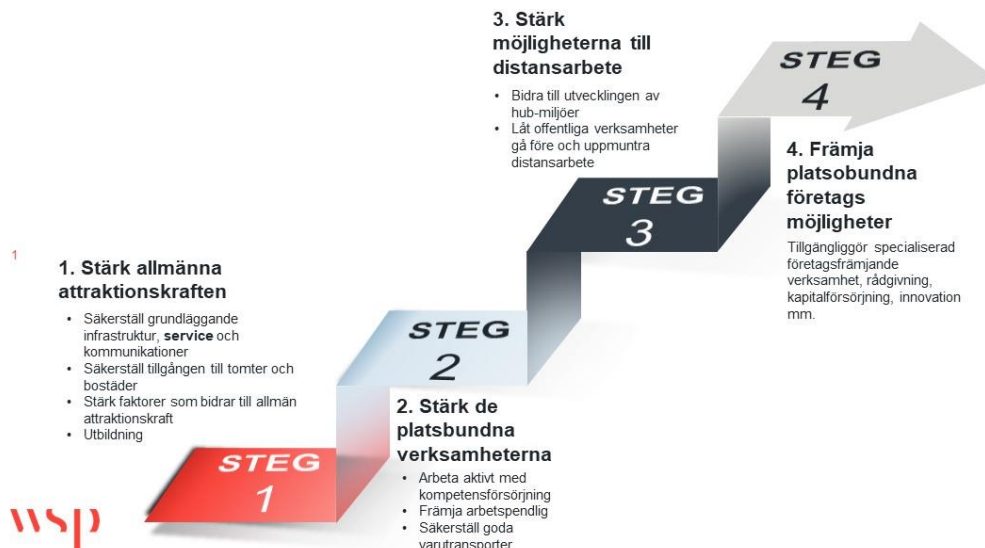 1
1. Stärk allmänna
attraktionskraften
• Säkerställ grundläggande
infrastruktur, service och
kommunikationer
• Säkerställ tillgången till tomter och
bostäder
• Stärk faktorer som bidrar till allmän
attraktionskraft
• Utbildning
STEG
1
2. Stärk de
platsbundna
verksamheterna
• Arbeta aktivt med
kompetensförsörjning
• Främja arbetspendlig
• Säkerställ goda
varutransporter
STEG
2
3. Stärk
möjligheterna till
distansarbete
• Bidra till utvecklingen av
hub-miljöer
• Låt offentliga verksamheter
gå före och uppmuntra
distansarbete
STEG
3
STEG
4
4. Främja
platsobundna
företags
möjligheter
Tillgängliggör specialiserad
företagsfrämjande
verksamhet, rådgivning,
kapitalförsörjning, innovation
mm.
wsp